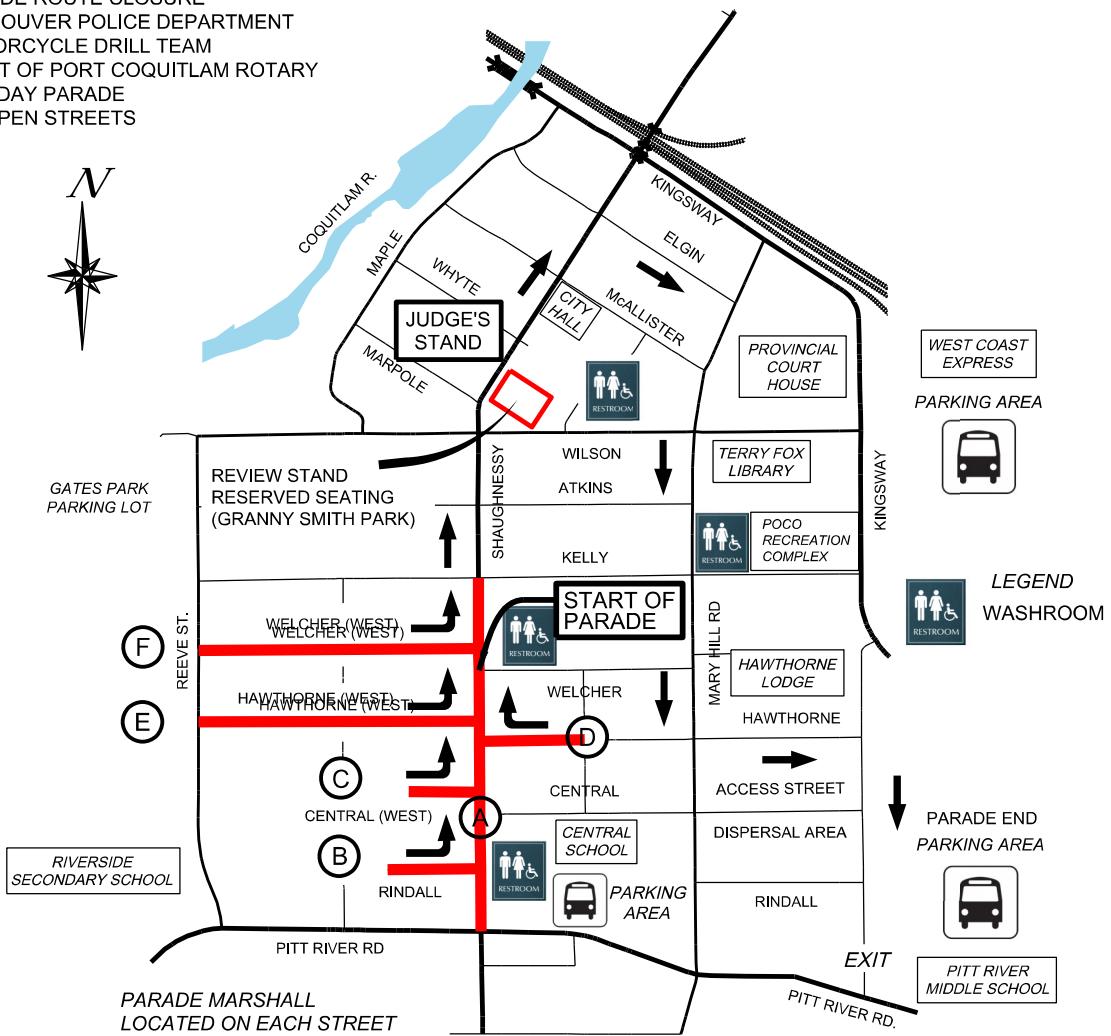 DE ROUTE CLOSURE
OUVER POLICE DEPARTMENT
ORCYCLE DRILL TEAM
T OF PORT COQUITLAM ROTARY
DAY PARADE
PEN STREETS
N
COQUITLAM R.
KINGSWAY
ELGIN
MAPLE
WHYTE
CITY
HALL
McALLISTER
JUDGE'S
STAND
MARPOLE
RESTROOM
PROVINCIAL
COURT
HOUSE
WEST COAST
EXPRESS
PARKING AREA
GATES PARK
PARKING LOT
REVIEW STAND
RESERVED SEATING
(GRANNY SMITH PARK)
SHAUGHNESSY
WILSON
ATKINS
TERRY FOX
LIBRARY
KINGSWAY
RESTROOM
POCO
RECREATION
COMPLEX
KELLY
START OF
PARADE
RESTROOM
LEGEND
WASHROOM
RESTROOM
REEVE ST.
F
WELCHER (WEST)
WELCHER (WEST)
MARY HILL RD
HAWTHORNE
LODGE
E
HAWTHORNE (WEST)
HAWTHORNE (WEST)
WELCHER
HAWTHORNE
D
C
CENTRAL
ACCESS STREET
CENTRAL (WEST)
A
CENTRAL
SCHOOL
DISPERSAL AREA
PARADE END
PARKING AREA
B
RIVERSIDE
SECONDARY SCHOOL
RINDALL
RESTROOM
PARKING
AREA
RINDALL
PITT RIVER RD
EXIT
PITT RIVER
MIDDLE SCHOOL
PITT RIVER RD.
PARADE MARSHALL
LOCATED ON EACH STREET